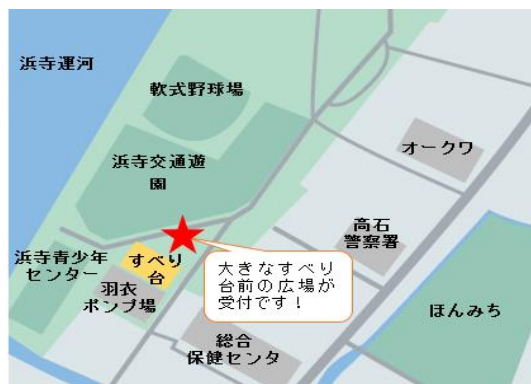 浜寺運河
軟式野球場
オークワ
浜寺交通遊
園
高石
警察署
浜寺青少年
センター
すべり
台
大きなすべり
台前の広場が
受付です！
羽衣
ポンプ場
ほんみち
総合
保健センタ